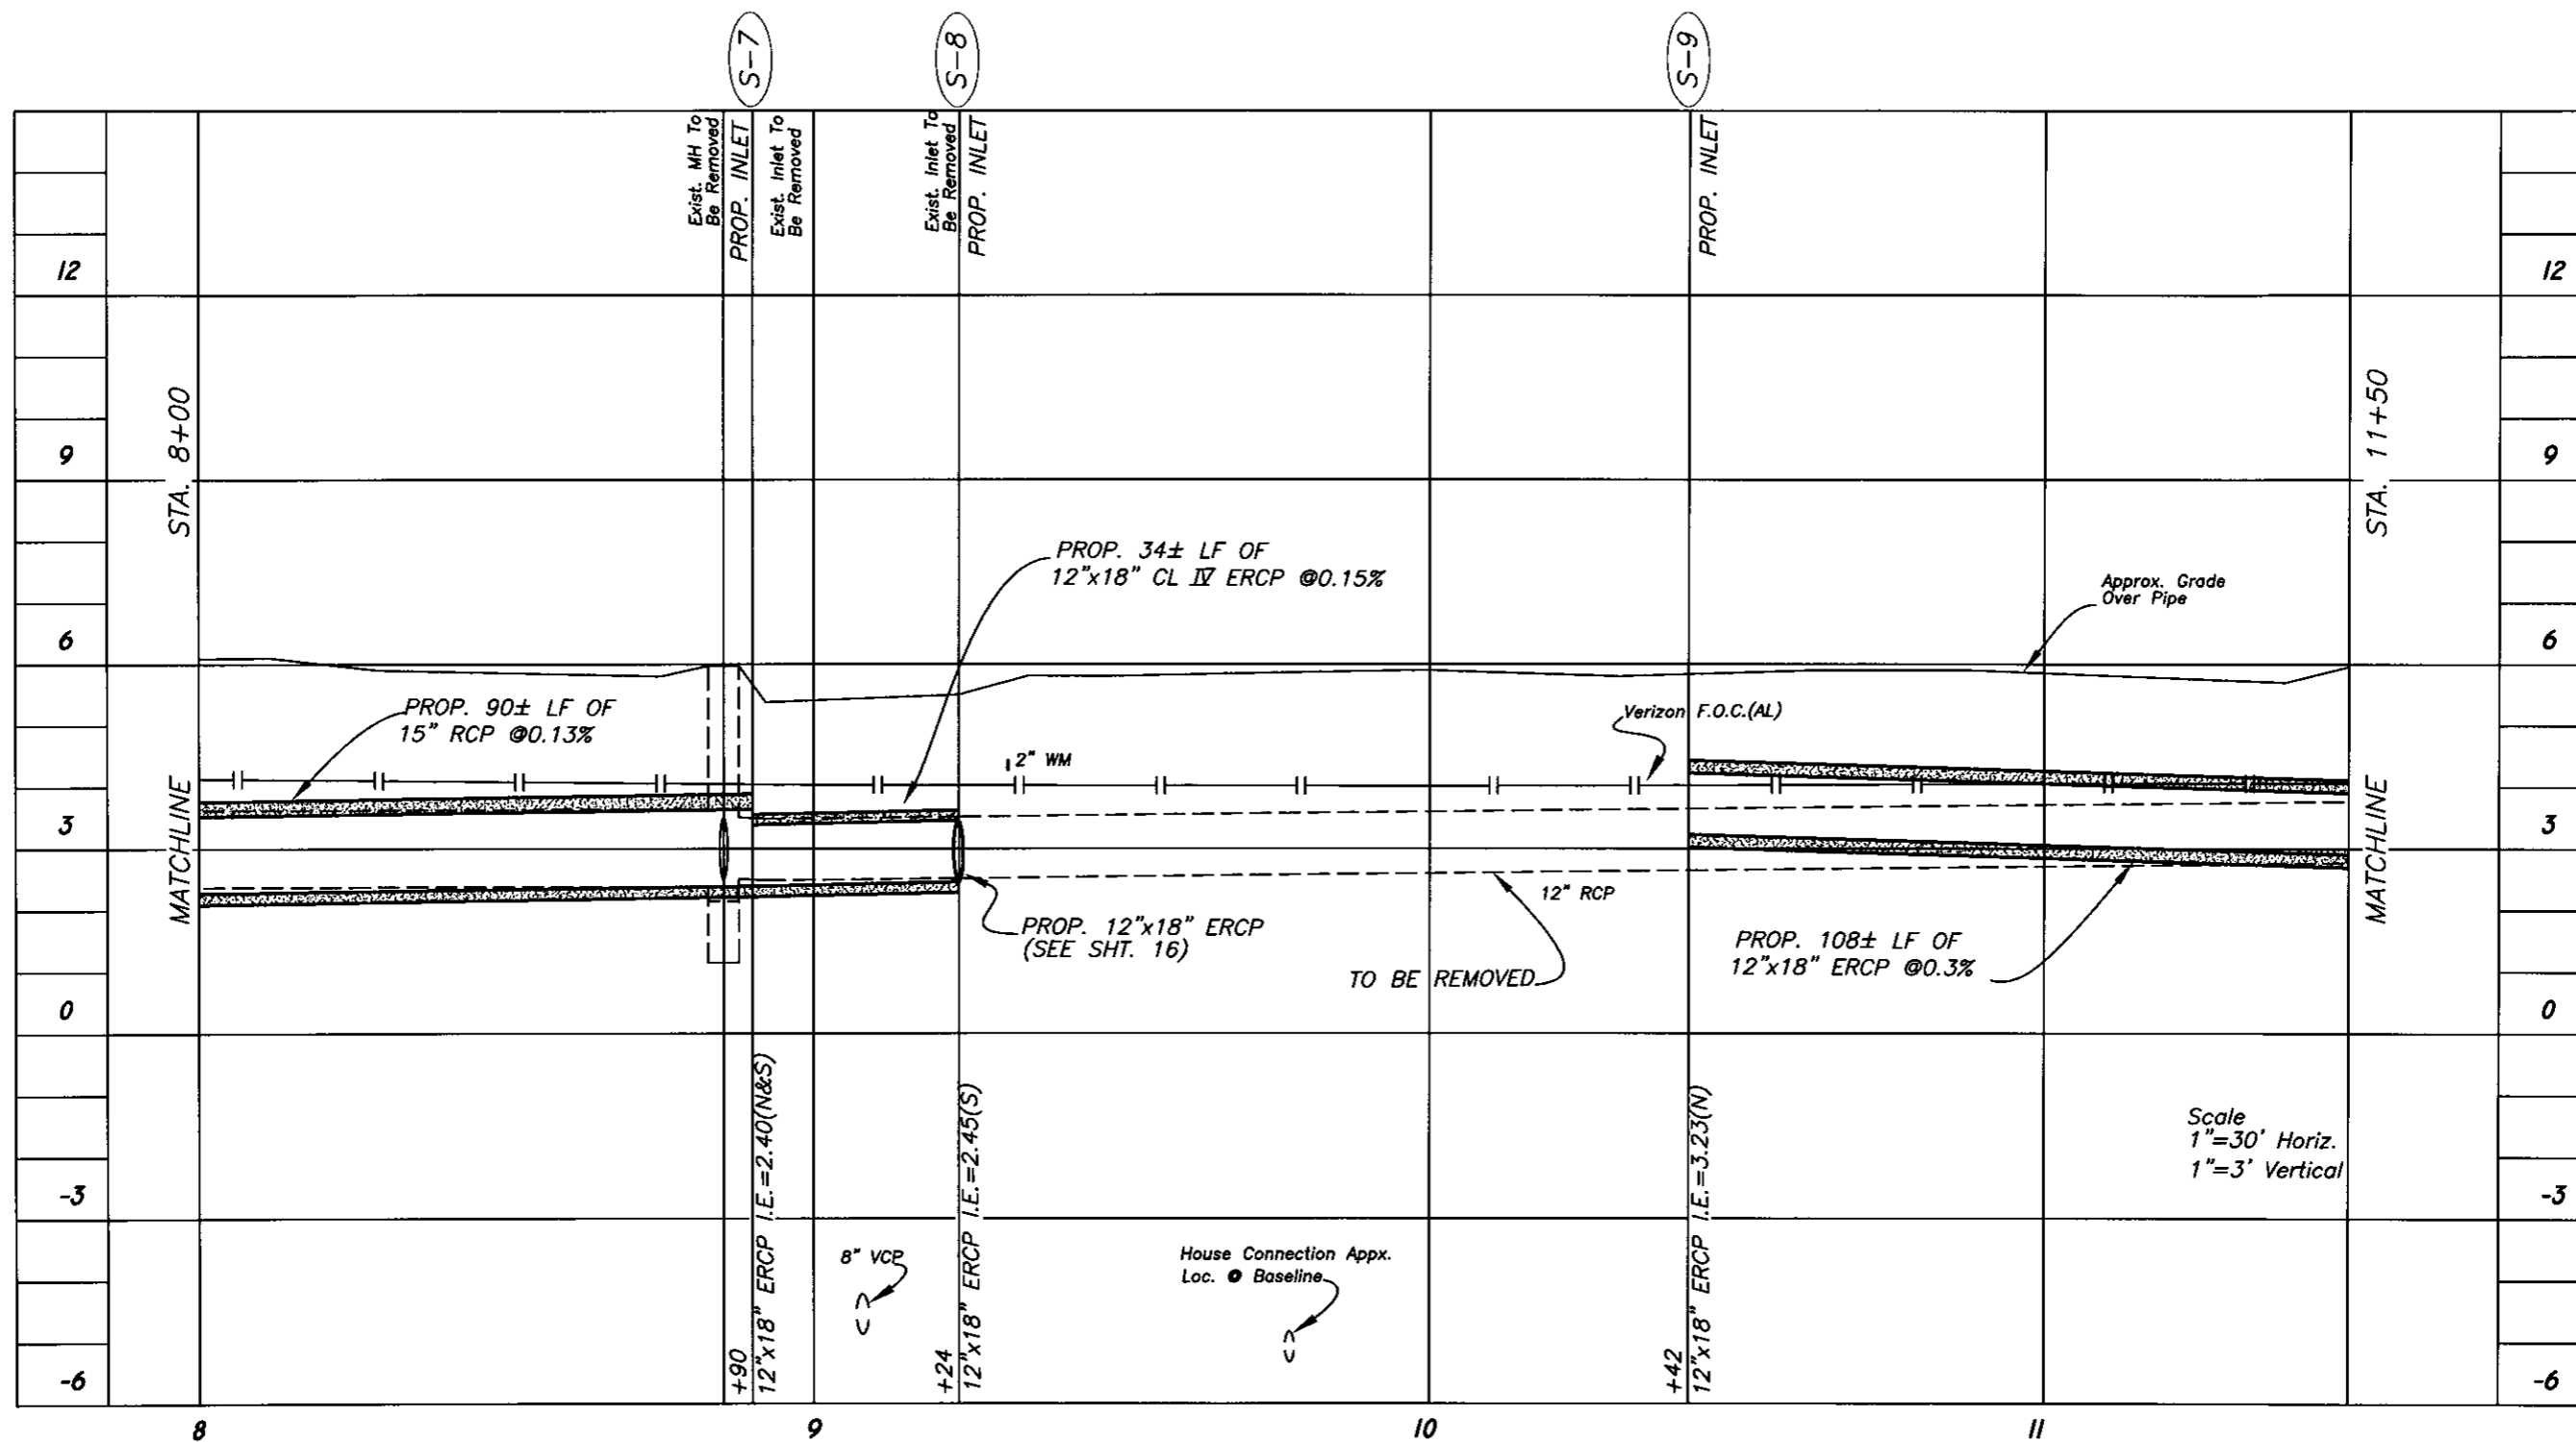 S-7
S-8
S-9
Exist. MH To
Be Removed
PROP. INLET
Exist. Inlet To
Be Removed
Exist. Inlet To
Be Removed
PROP. INLET
PROP. INLET
12
12
STA. 8+00
STA. 11+50
9
9
PROP. 34± LF OF
12"x18" CL IV ERCP @0.15%
Approx. Grade
Over Pipe
6
6
PROP. 90± LF OF
15" RCP @0.13%
Verizon F.O.C.(AL)
2" WM
MATCHLINE
MATCHLINE
3
3
12" RCP
PROP. 12"x18" ERCP
(SEE SHT. 16)
PROP. 108± LF OF
12"x18" ERCP @0.3%
TO BE REMOVED
0
0
Scale
1"=30' Horiz.
1"=3' Vertical
-3
-3
8" VCP
House Connection Appx.
Loc. @ Baseline
+90
12"x18" ERCP I.E.=2.40(N&S)
+24
12"x18" ERCP I.E.=2.45(S)
+42
12"x18" ERCP I.E.=3.23(N)
-6
-6
8
9
10
11